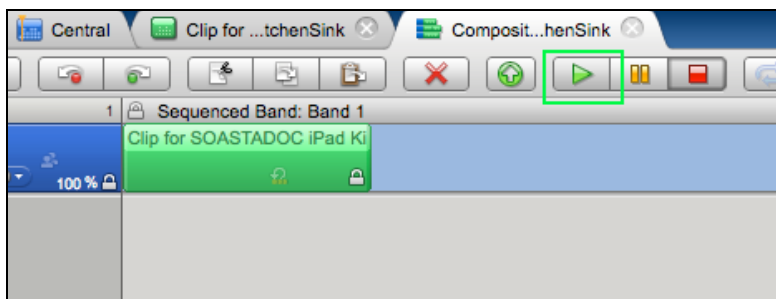 Central
Clip for ...tchenSink
Composit...henSink
1
Sequenced Band: Band 1
Clip for SOASTADOC iPad Ki
100 %